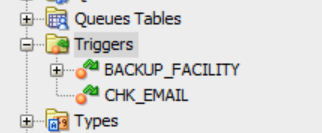 Queues Tables
Triggers
BACKUP_FACILITY
CHK_EMAIL
Types